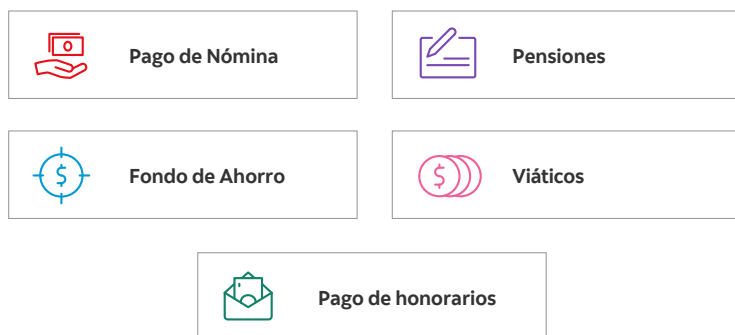 Pago de Nómina
Pensiones
Fondo de Ahorro
Viáticos
Pago de honorarios